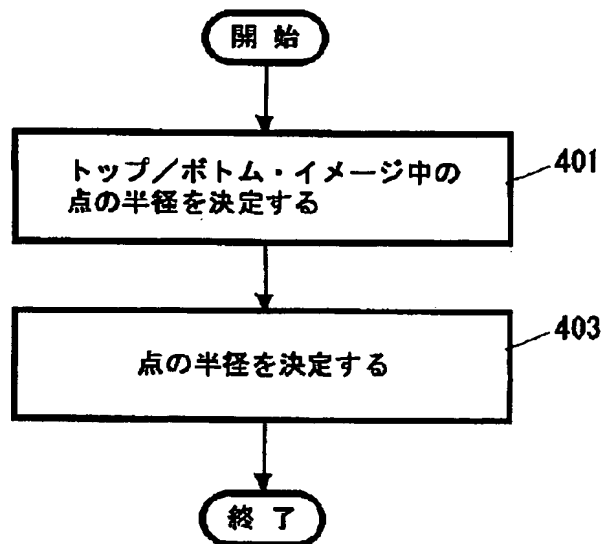 開始
トップ／ボトム・イメージ中の
点の半径を決定する
401
点の半径を決定する
403
終了